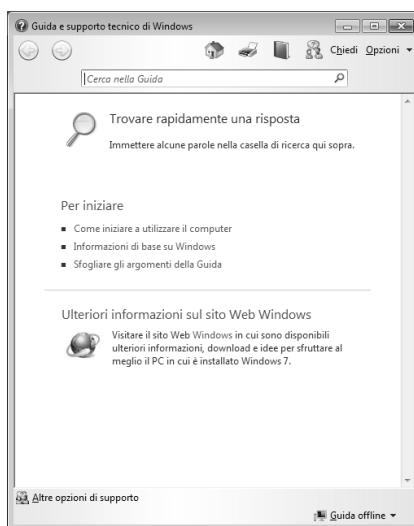 Guida e supporto tecnico di Windows
Chiedi Opzioni
Cerca nella Guida
Trovare rapidamente una risposta
Immettere alcune parole nella casella di ricerca qui sopra.
Per iniziare
Come iniziare a utilizzare il computer
Informazioni di base su Windows
Sfogliare gli argomenti della Guida
Ulteriori informazioni sul sito Web Windows
Visitare il sito Web Windows in cui sono disponibili
ulteriori informazioni, download e idee per sfruttare al
meglio il PC in cui è installato Windows 7.
Altre opzioni di supporto
Guida offline